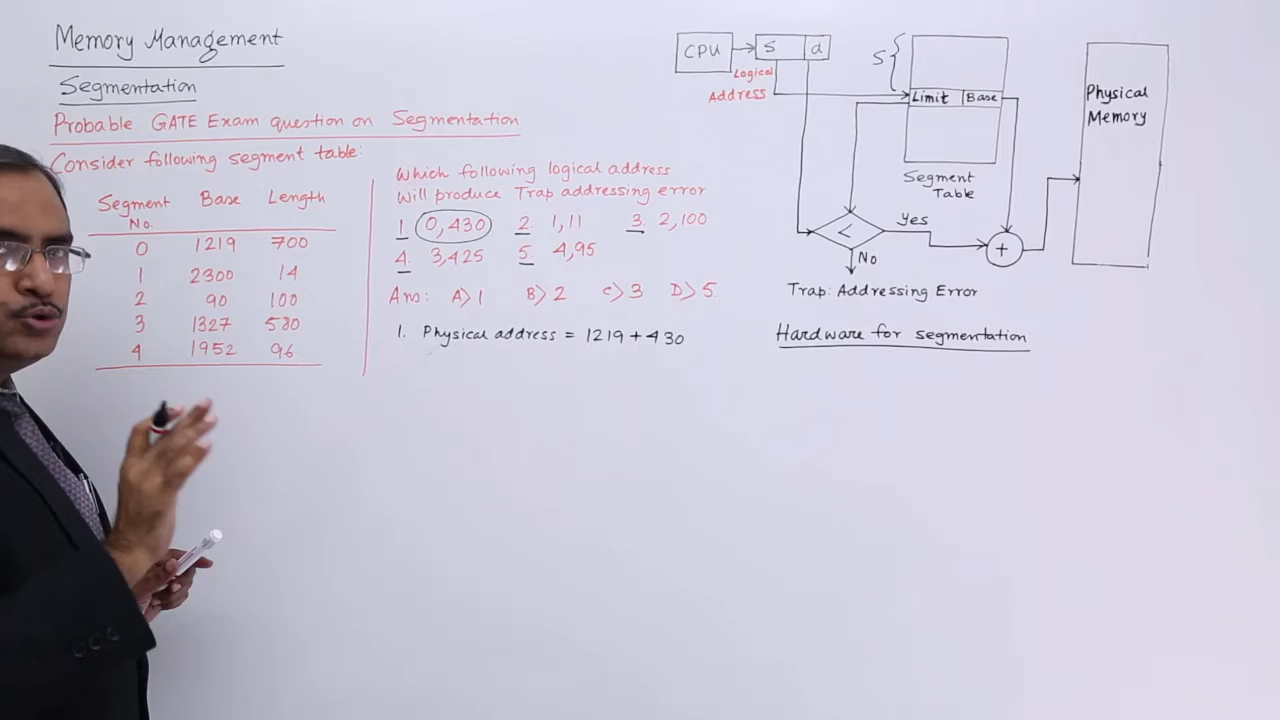 Memory Management
Segmentation
Probable GATE Exam question on Segmentation
Consider following segment table:
Segment No. Base Length
0 1219 700
1 2300 14
2 90 100
3 1327 580
4 1952 96
Which following logical address
will produce Trap addressing error
1. 0,430 2. 1,11 3. 2,100
4. 3,425 5. 4,95
Ans: A> 1 B> 2 C> 3 D> 5.
1. Physical address = 1219 + 430
CPU
S d
Logical
Address
S
Limit Base
Segment
Table
Physical
Memory
<
Yes
+
No
Trap: Addressing Error
Hardware for segmentation